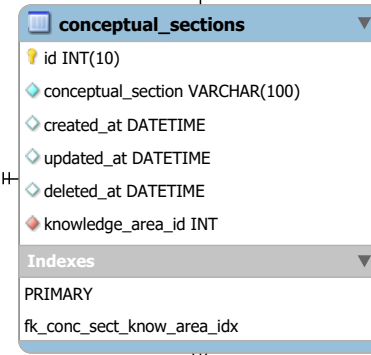 conceptual_sections
id INT(10)
conceptual_section VARCHAR(100)
created_at DATETIME
updated_at DATETIME
deleted_at DATETIME
knowledge_area_id INT
Indexes
PRIMARY
fk_conc_sect_know_area_idx